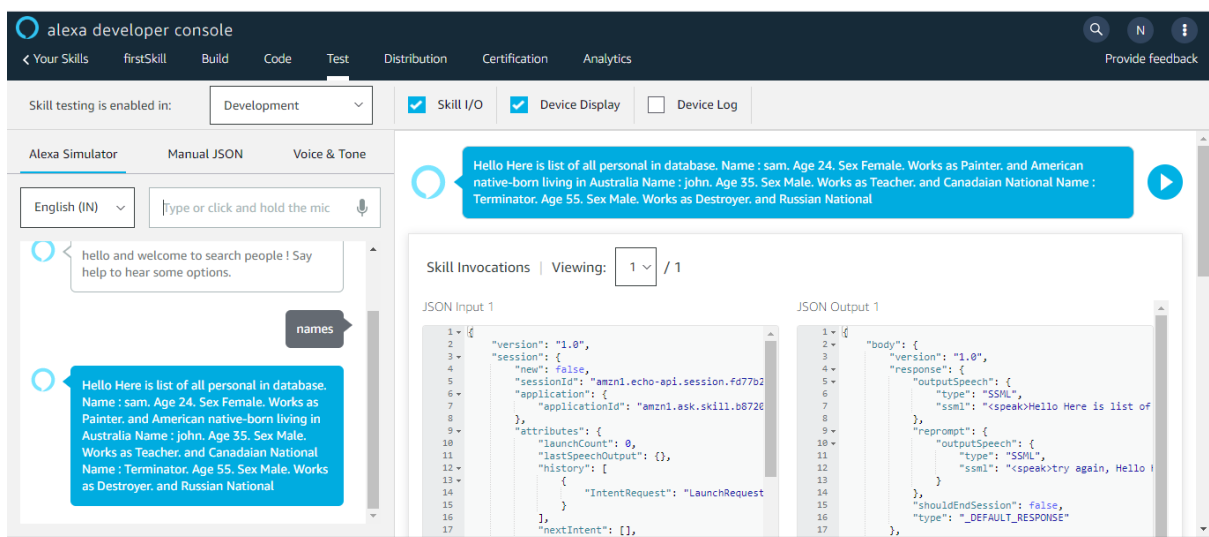 alexa developer console
N
Your Skills firstSkill Build Code Test Distribution Certification Analytics Provide feedback
Skill testing is enabled in: Development Skill I/O Device Display Device Log
Alexa Simulator Manual JSON Voice & Tone
English (IN) Type or click and hold the mic
hello and welcome to search people ! Say
help to hear some options.
names
Hello Here is list of all personal in database.
Name : sam. Age 24. Sex Female. Works as
Painter. and American native-born living in
Australia Name : john. Age 35. Sex Male.
Works as Teacher. and Canadaian National
Name : Terminator. Age 55. Sex Male. Works
as Destroyer. and Russian National
Hello Here is list of all personal in database. Name : sam. Age 24. Sex Female. Works as Painter. and American
native-born living in Australia Name : john. Age 35. Sex Male. Works as Teacher. and Canadaian National Name :
Terminator. Age 55. Sex Male. Works as Destroyer. and Russian National
Skill Invocations | Viewing: 1 / 1
JSON Input 1
1 {
2 "version": "1.0",
3 "session": {
4 "new": false,
5 "sessionId": "amzn1.echo-api.session.fd77b2
6 "application": {
7 "applicationId": "amzn1.ask.skill.b8720
8 },
9 "attributes": {
10 "launchCount": 0,
11 "lastSpeechOutput": {},
12 "history": [
13 {
14 "IntentRequest": "LaunchRequest
15 }
16 ],
17 "nextIntent": [],
JSON Output 1
1 {
2 "body": {
3 "version": "1.0",
4 "response": {
5 "outputSpeech": {
6 "type": "SSML",
7 "ssml": "<speak>Hello Here is list of
8 },
9 "reprompt": {
10 "outputSpeech": {
11 "type": "SSML",
12 "ssml": "<speak>try again, Hello
13 }
14 },
15 "shouldEndSession": false,
16 "type": "_DEFAULT_RESPONSE"
17 },